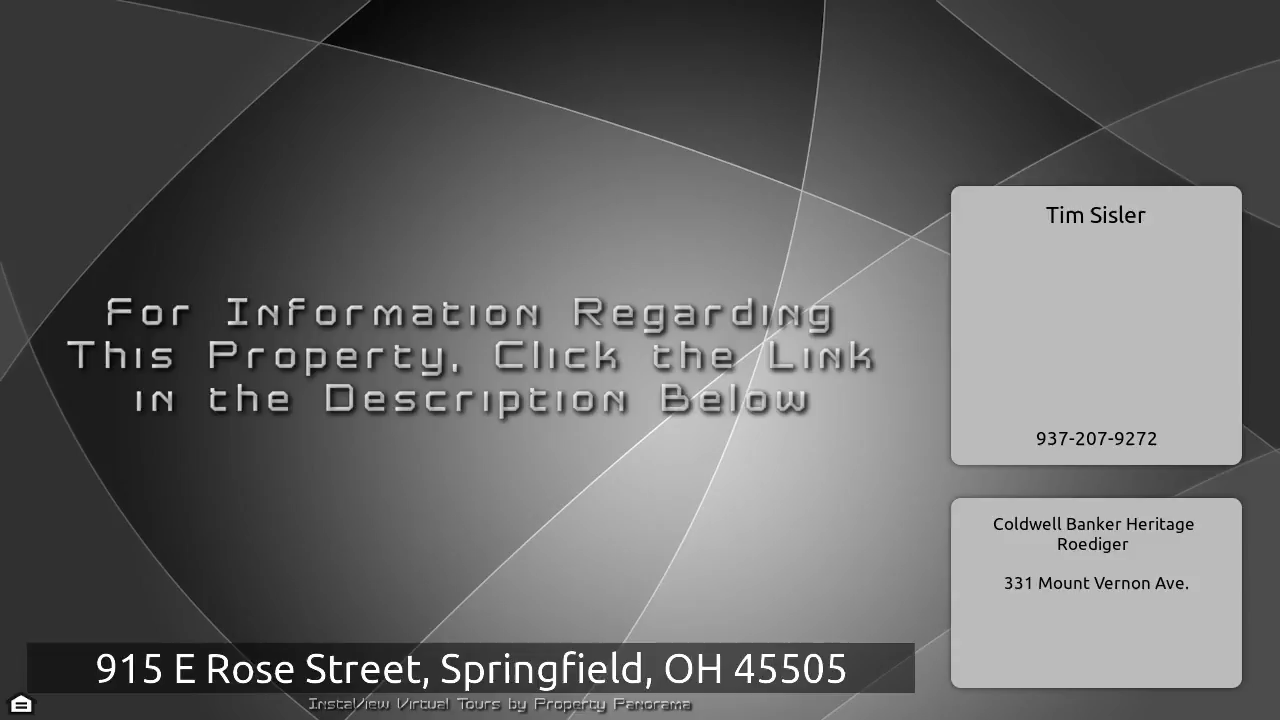 For Information Regarding
This Property, Click the Link
in the Description Below
Tim Sisler
937-207-9272
Coldwell Banker Heritage
Roediger
331 Mount Vernon Ave.
915 E Rose Street, Springfield, OH 45505
InstaView Virtual Tours by Property Panorama